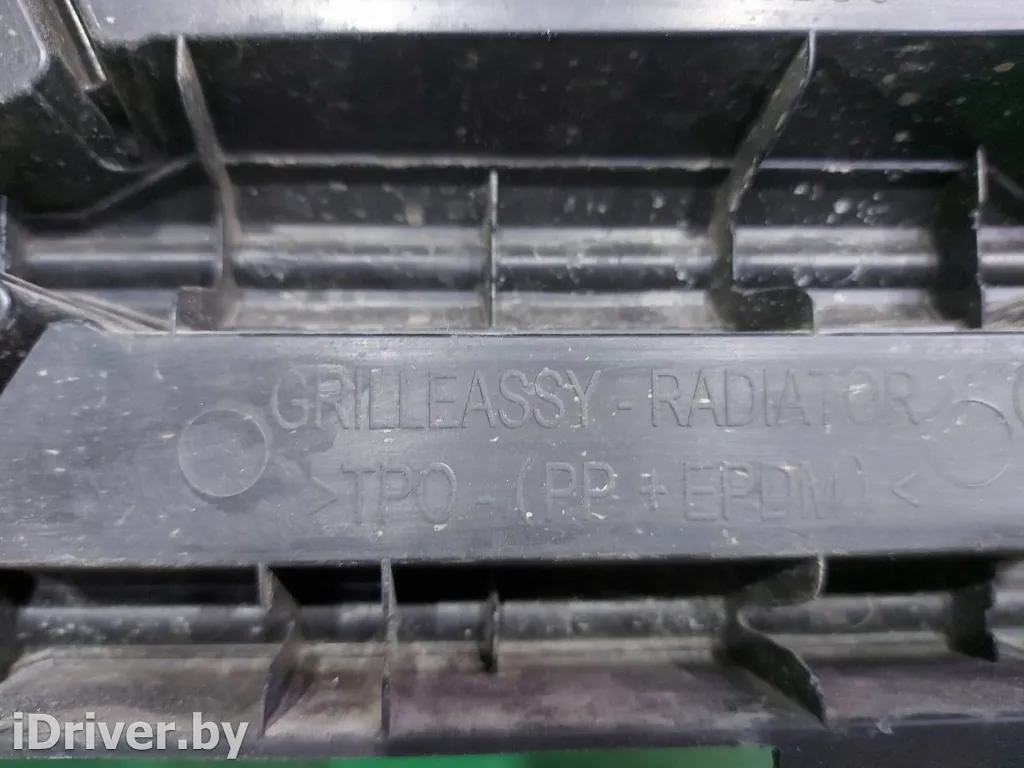 GRILLEASSY - RADIATOR
>TPO - (PP + EPDM)<
iDriver.by